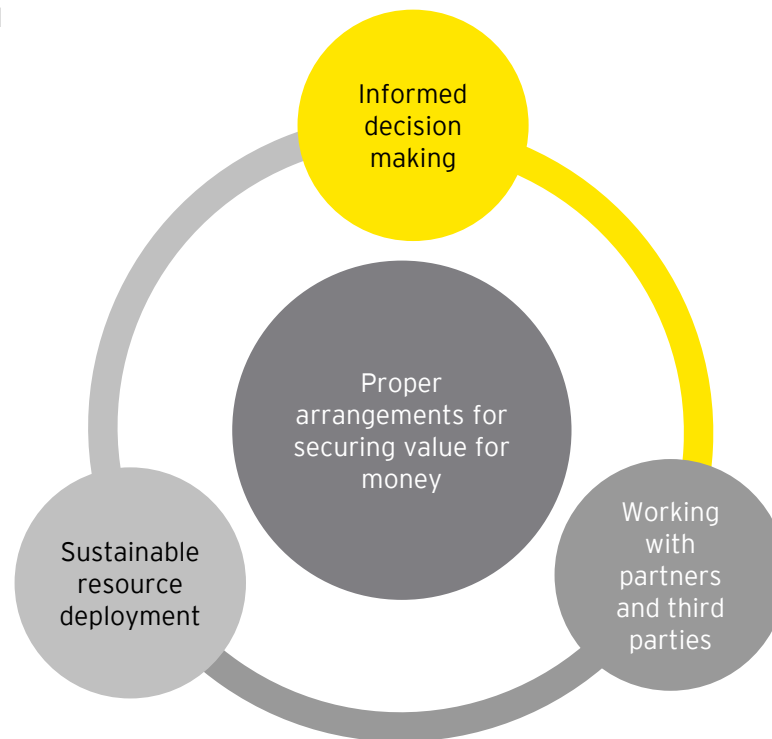 Informed
decision
making
Proper
arrangements for
securing value for
money
Sustainable
resource
deployment
Working
with
partners
and third
parties